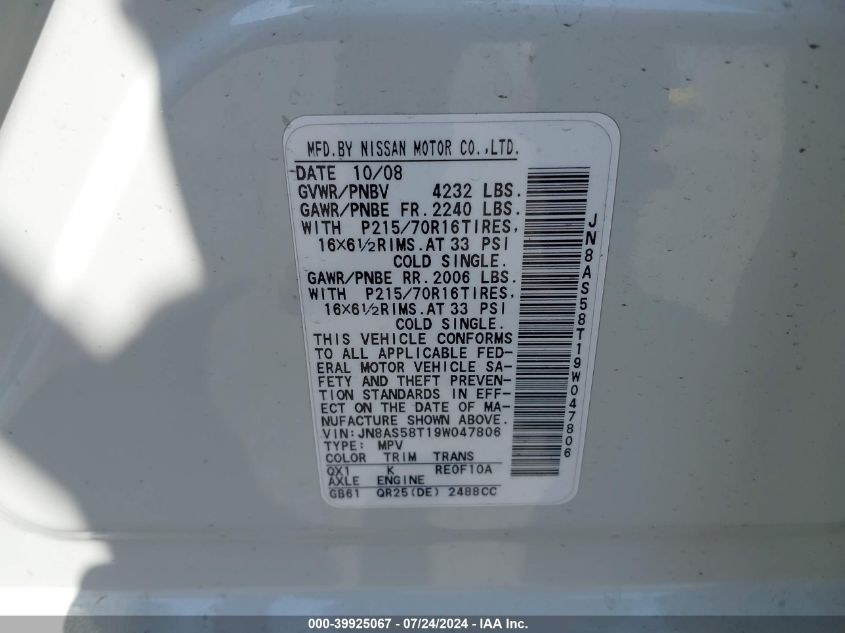 MFD.BY NISSAN MOTOR CO.,LTD.
DATE 10/08
GVWR/PNBV 4232 LBS.
GAWR/PNBE FR.2240 LBS.
WITH P215/70R16TIRES,
16×6½RIMS.AT 33 PSI
COLD SINGLE.
GAWR/PNBE RR.2006 LBS.
WITH P215/70R16TIRES,
16×6½RIMS.AT 33 PSI
COLD SINGLE.
THIS VEHICLE CONFORMS
TO ALL APPLICABLE FED-
ERAL MOTOR VEHICLE SA-
FETY AND THEFT PREVEN-
TION STANDARDS IN EFF-
ECT ON THE DATE OF MA-
NUFACTURE SHOWN ABOVE.
VIN:JN8AS58T19W047806
TYPE: MPV
COLOR TRIM TRANS
QX1 K RE0F10A
AXLE ENGINE
GB61 QR25(DE) 2488CC
JN8AS58T19W047806
000-39925067 - 07/24/2024 - IAA Inc.